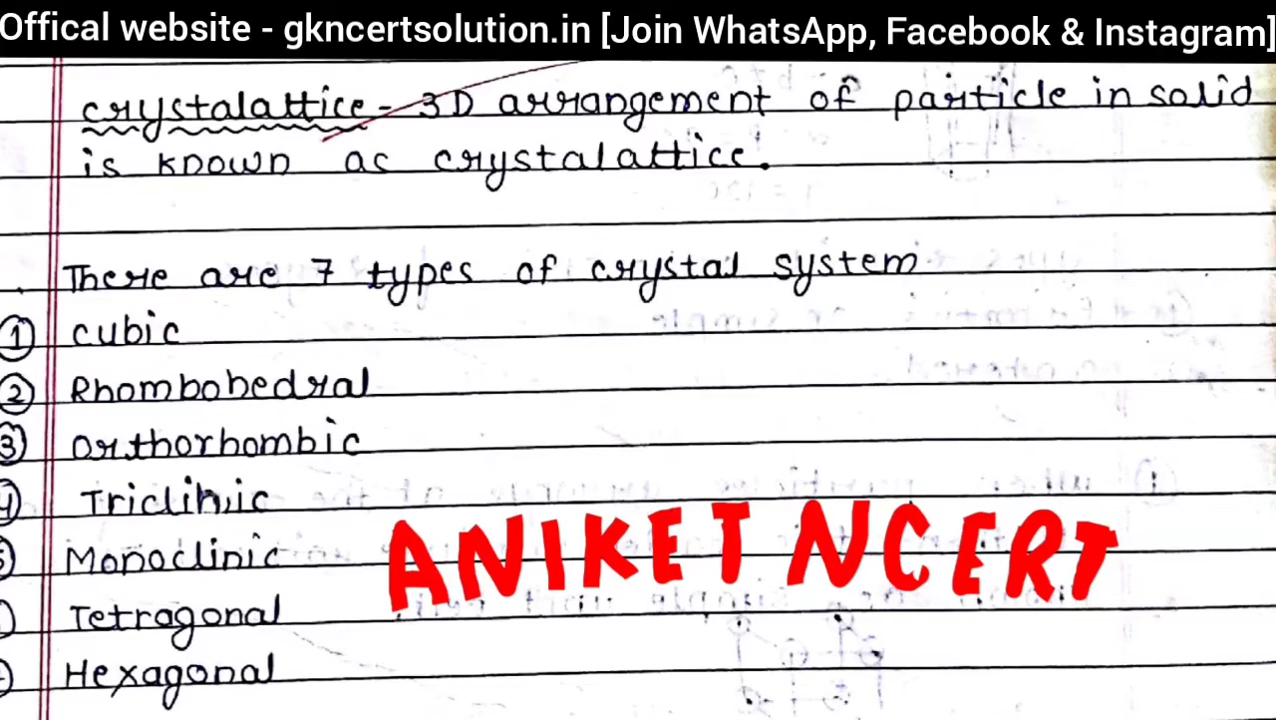 Offical website - gkncertsolution.in [Join WhatsApp, Facebook & Instagram]
crystalattice - 3D arrangement of particle in solid
is known as crystalattice.
There are 7 types of crystal system
① cubic
② Rhombohedral
③ Orthorhombic
④ Triclinic
Monoclinic
Tetragonal
Hexagonal
ANIKET NCERT